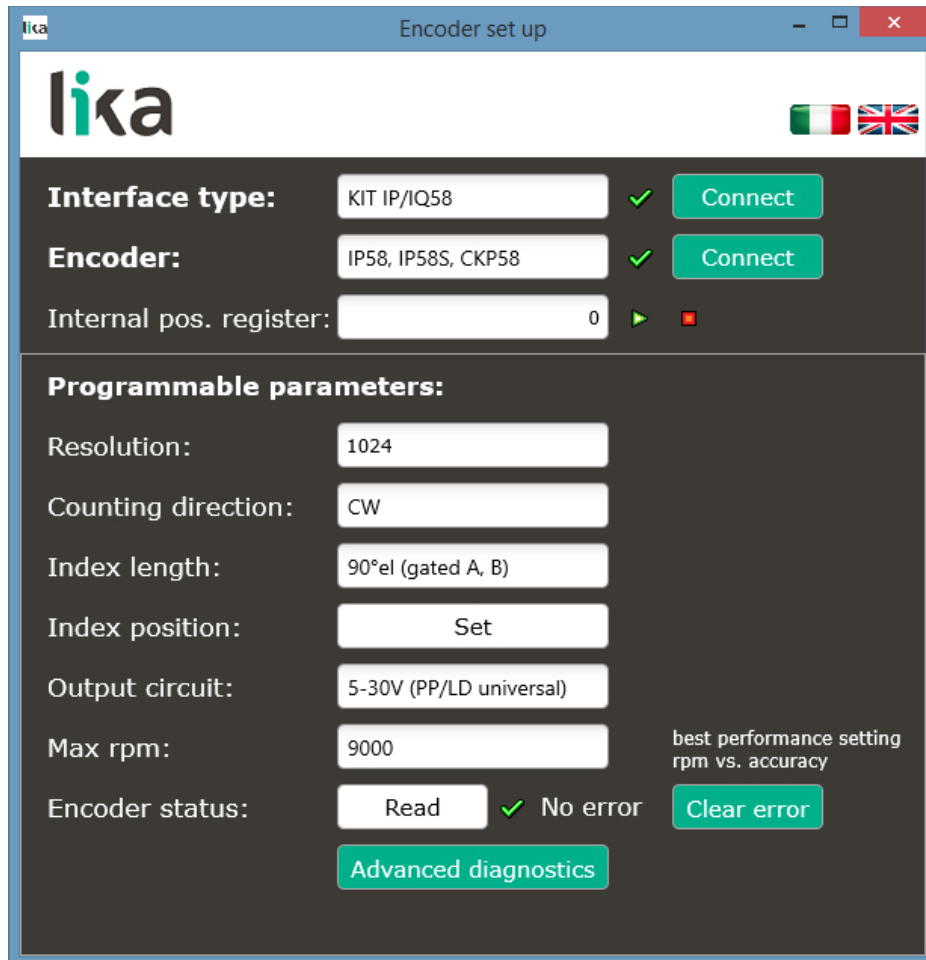 lika
Encoder set up
lika
Interface type:
KIT IP/IQ58
Connect
Encoder:
IP58, IP58S, CKP58
Connect
Internal pos. register:
0
Programmable parameters:
Resolution:
1024
Counting direction:
CW
Index length:
90°el (gated A, B)
Index position:
Set
Output circuit:
5-30V (PP/LD universal)
Max rpm:
9000
best performance setting
rpm vs. accuracy
Encoder status:
Read
No error
Clear error
Advanced diagnostics